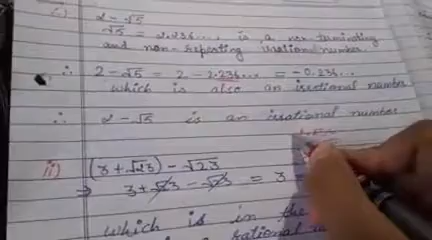 i) 2 - √5
√5 = 2.236... is a non-terminating
and non-repeating irrational number.
∴ 2 - √5 = 2 - 2.236... = -0.236...
which is also an irrational number
∴ 2 - √5 is an irrational number
ii) (3 + √23) - √23
⇒ 3 + √23 - √23 = 3
which is in the
rational n